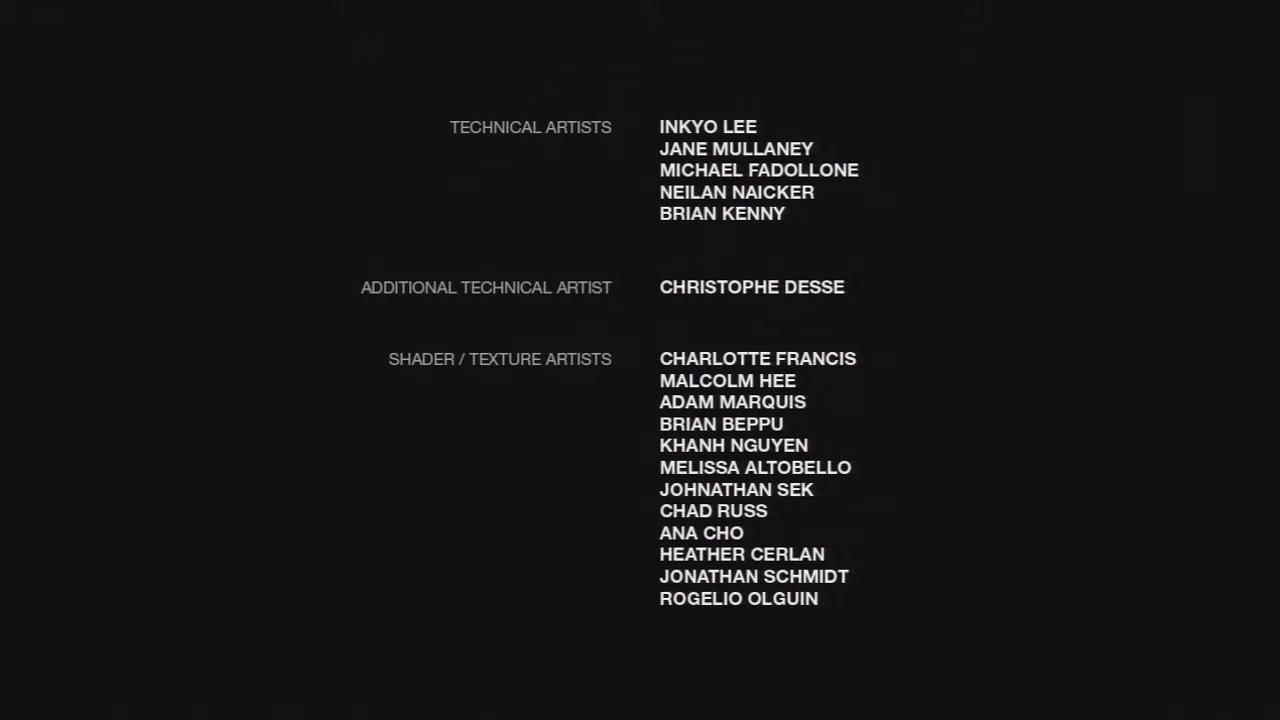 TECHNICAL ARTISTS INKYO LEE
JANE MULLANEY
MICHAEL FADOLLONE
NEILAN NAICKER
BRIAN KENNY
ADDITIONAL TECHNICAL ARTIST CHRISTOPHE DESSE
SHADER / TEXTURE ARTISTS CHARLOTTE FRANCIS
MALCOLM HEE
ADAM MARQUIS
BRIAN BEPPU
KHANH NGUYEN
MELISSA ALTOBELLO
JOHNATHAN SEK
CHAD RUSS
ANA CHO
HEATHER CERLAN
JONATHAN SCHMIDT
ROGELIO OLGUIN